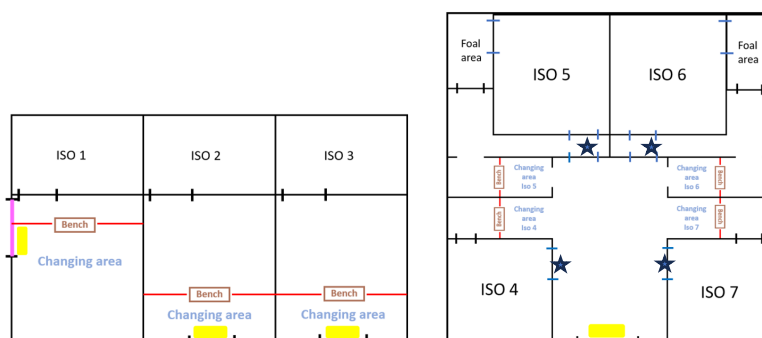 ISO 1
ISO 2
ISO 3
Bench
Changing area
Bench
Bench
Changing area
Changing area
Foal
area
ISO 5
ISO 6
Foal
area
Bench
Changing
area
Iso 5
Changing
area
Iso 6
Bench
Bench
Changing
area
Iso 4
Changing
area
Iso 7
Bench
ISO 4
ISO 7